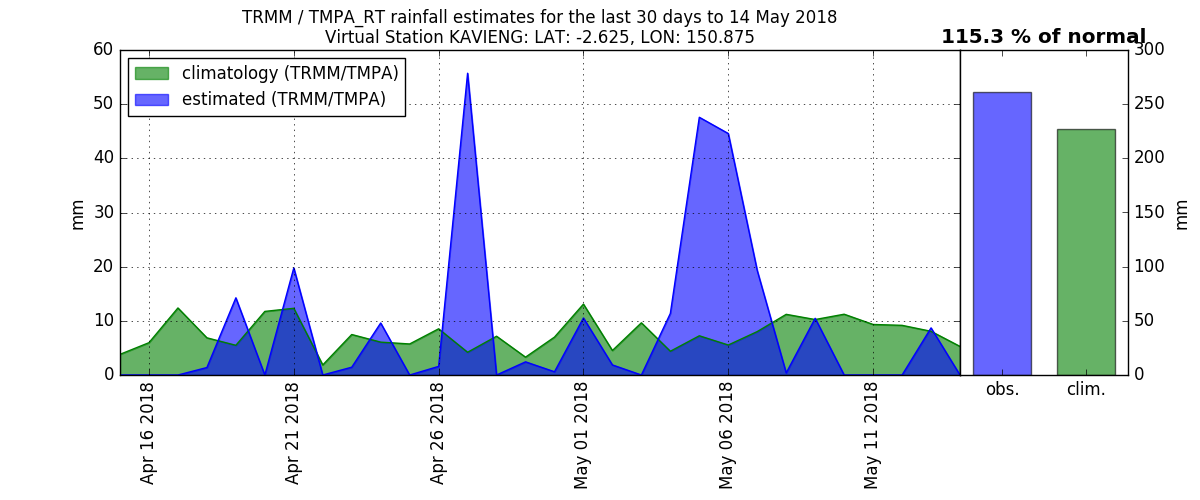 TRMM / TMPA_RT rainfall estimates for the last 30 days to 14 May 2018
Virtual Station KAVIENG: LAT: -2.625, LON: 150.875
115.3 % of normal
climatology (TRMM/TMPA)
estimated (TRMM/TMPA)
60
50
40
30
20
10
0
mm
Apr 16 2018
Apr 21 2018
Apr 26 2018
May 01 2018
May 06 2018
May 11 2018
300
250
200
150
100
50
0
mm
obs.
clim.